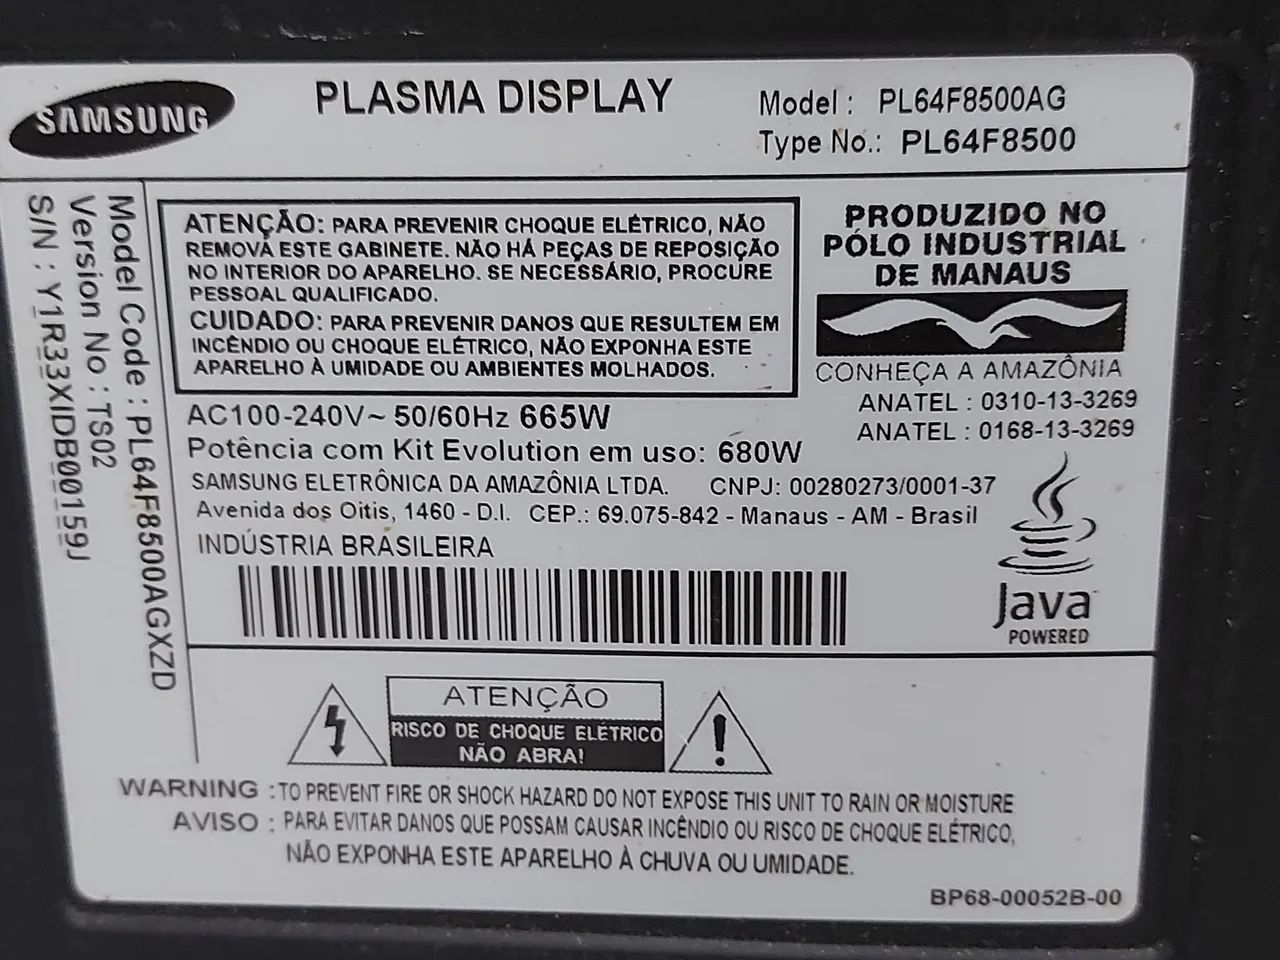 SAMSUNG
PLASMA DISPLAY
Model : PL64F8500AG
Type No.: PL64F8500
Model Code : PL64F8500AGXZD
Version No : TS02
S/N : Y1R33XIDB00159J
ATENÇÃO: PARA PREVENIR CHOQUE ELÉTRICO, NÃO
REMOVA ESTE GABINETE. NÃO HÁ PEÇAS DE REPOSIÇÃO
NO INTERIOR DO APARELHO. SE NECESSÁRIO, PROCURE
PESSOAL QUALIFICADO.
CUIDADO: PARA PREVENIR DANOS QUE RESULTEM EM
INCÊNDIO OU CHOQUE ELÉTRICO, NÃO EXPONHA ESTE
APARELHO À UMIDADE OU AMBIENTES MOLHADOS.
PRODUZIDO NO
PÓLO INDUSTRIAL
DE MANAUS
CONHEÇA A AMAZÔNIA
ANATEL : 0310-13-3269
ANATEL : 0168-13-3269
AC100-240V~ 50/60Hz 665W
Potência com Kit Evolution em uso: 680W
SAMSUNG ELETRÔNICA DA AMAZÔNIA LTDA. CNPJ: 00280273/0001-37
Avenida dos Oitis, 1460 - D.I. CEP.: 69.075-842 - Manaus - AM - Brasil
INDÚSTRIA BRASILEIRA
Java
POWERED
ATENÇÃO
RISCO DE CHOQUE ELÉTRICO
NÃO ABRA!
WARNING : TO PREVENT FIRE OR SHOCK HAZARD DO NOT EXPOSE THIS UNIT TO RAIN OR MOISTURE
AVISO : PARA EVITAR DANOS QUE POSSAM CAUSAR INCÊNDIO OU RISCO DE CHOQUE ELÉTRICO,
NÃO EXPONHA ESTE APARELHO À CHUVA OU UMIDADE.
BP68-00052B-00